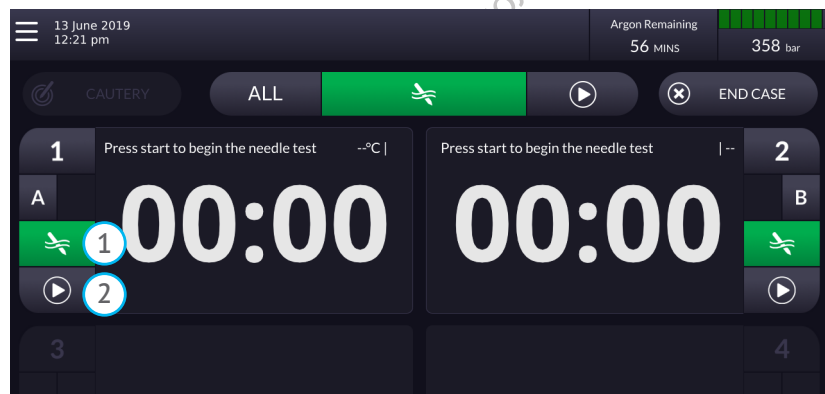 13 June 2019
12:21 pm
Argon Remaining
56 MINS
358 bar
CAUTERY
ALL
END CASE
1
Press start to begin the needle test --°C |
A
00:00
1
2
Press start to begin the needle test | --
2
00:00
B
3
4